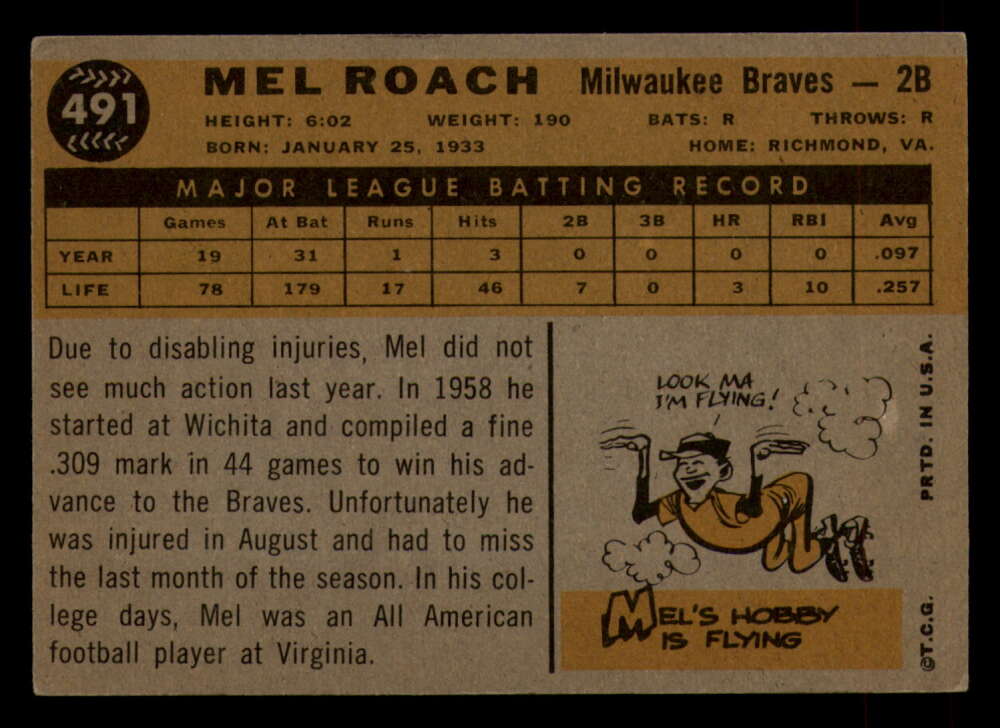 491
MEL ROACH Milwaukee Braves — 2B
HEIGHT: 6:02 WEIGHT: 190 BATS: R THROWS: R
BORN: JANUARY 25, 1933 HOME: RICHMOND, VA.
MAJOR LEAGUE BATTING RECORD
Games At Bat Runs Hits 2B 3B HR RBI Avg
YEAR 19 31 1 3 0 0 0 0 .097
LIFE 78 179 17 46 7 0 3 10 .257
Due to disabling injuries, Mel did not
see much action last year. In 1958 he
started at Wichita and compiled a fine
.309 mark in 44 games to win his ad-
vance to the Braves. Unfortunately he
was injured in August and had to miss
the last month of the season. In his col-
lege days, Mel was an All American
football player at Virginia.
LOOK MA
I'M FLYING!
MEL'S HOBBY
IS FLYING
©T.C.G. PRTD. IN U.S.A.